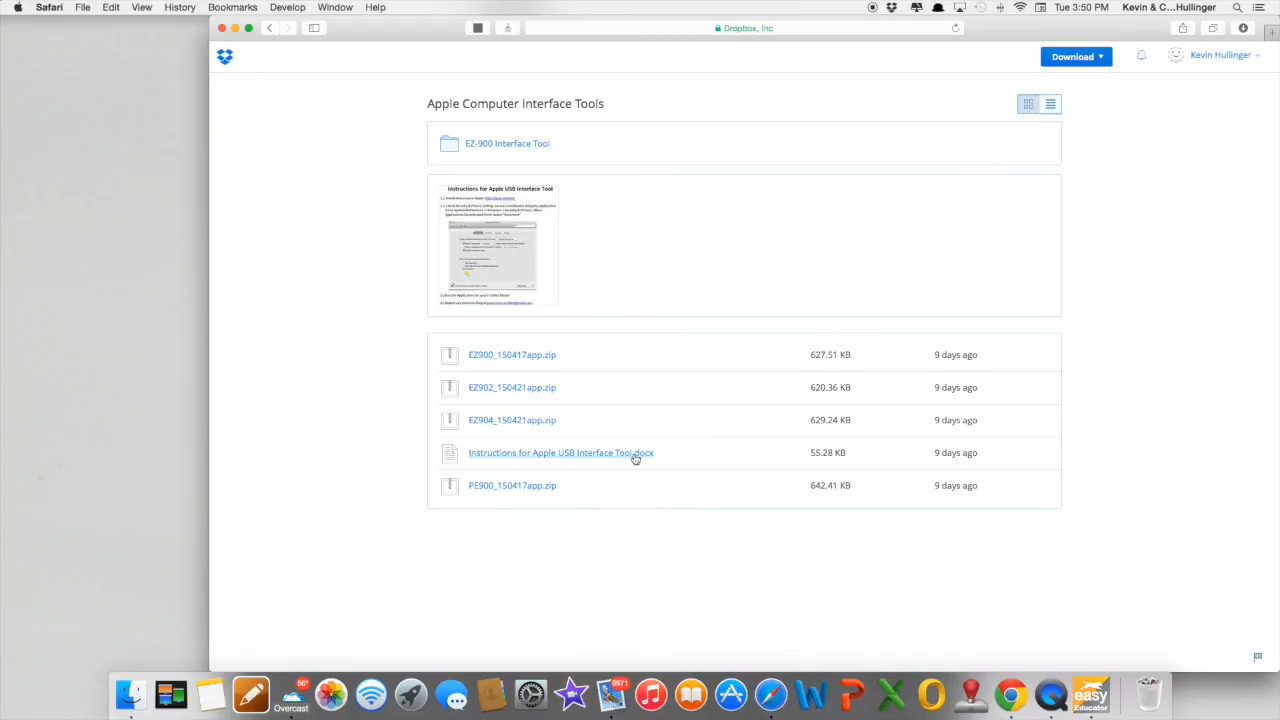 Safari File Edit View History Bookmarks Develop Window Help Tue 3:50 PM Kevin & C...Hullinger
Dropbox, Inc
Download Kevin Hullinger
Apple Computer Interface Tools
EZ-900 Interface Tool
Instructions for Apple USB Interface Tool
EZ900_150417app.zip 627.51 KB 9 days ago
EZ902_150421app.zip 620.36 KB 9 days ago
EZ904_150421app.zip 629.24 KB 9 days ago
Instructions for Apple USB Interface Tool.docx 55.28 KB 9 days ago
PE900_150417app.zip 642.41 KB 9 days ago
56°
Overcast
3971
easy
Educator